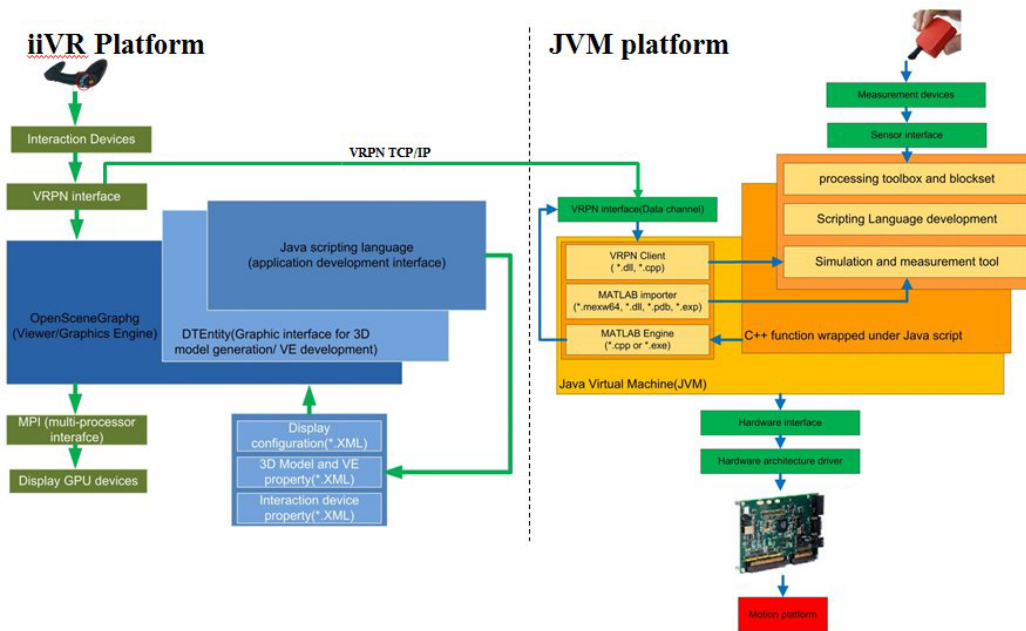 iiVR Platform
JVM platform
Interaction Devices
VRPN interface
VRPN TCP/IP
Java scripting language
(application development interface)
OpenSceneGraphg
(Viewer/Graphics Engine)
DTEntity(Graphic interface for 3D
model generation/ VE development)
MPI (multi-processor
interafce)
Display GPU devices
Display
configuration(*.XML)
3D Model and VE
property(*.XML)
Interaction device
property(*.XML)
Measurement devices
Sensor interface
processing toolbox and blockset
Scripting Language development
Simulation and measurement tool
VRPN interface(Data channel)
VRPN Client
( *.dll, *.cpp)
MATLAB importer
(*.mexw64, *.dll, *.pdb, *.exp)
MATLAB Engine
(*.cpp or *.exe)
C++ function wrapped under Java script
Java Virtual Machine(JVM)
Hardware interface
Hardware architecture driver
Motion platform